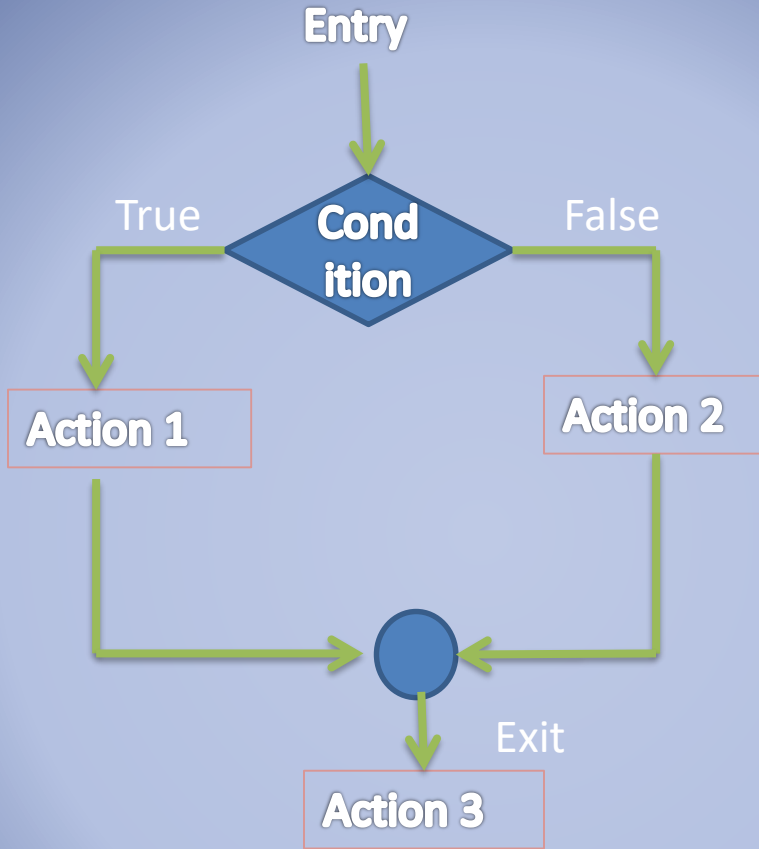 Entry
True
False
Cond
ition
Action 1
Action 2
Exit
Action 3